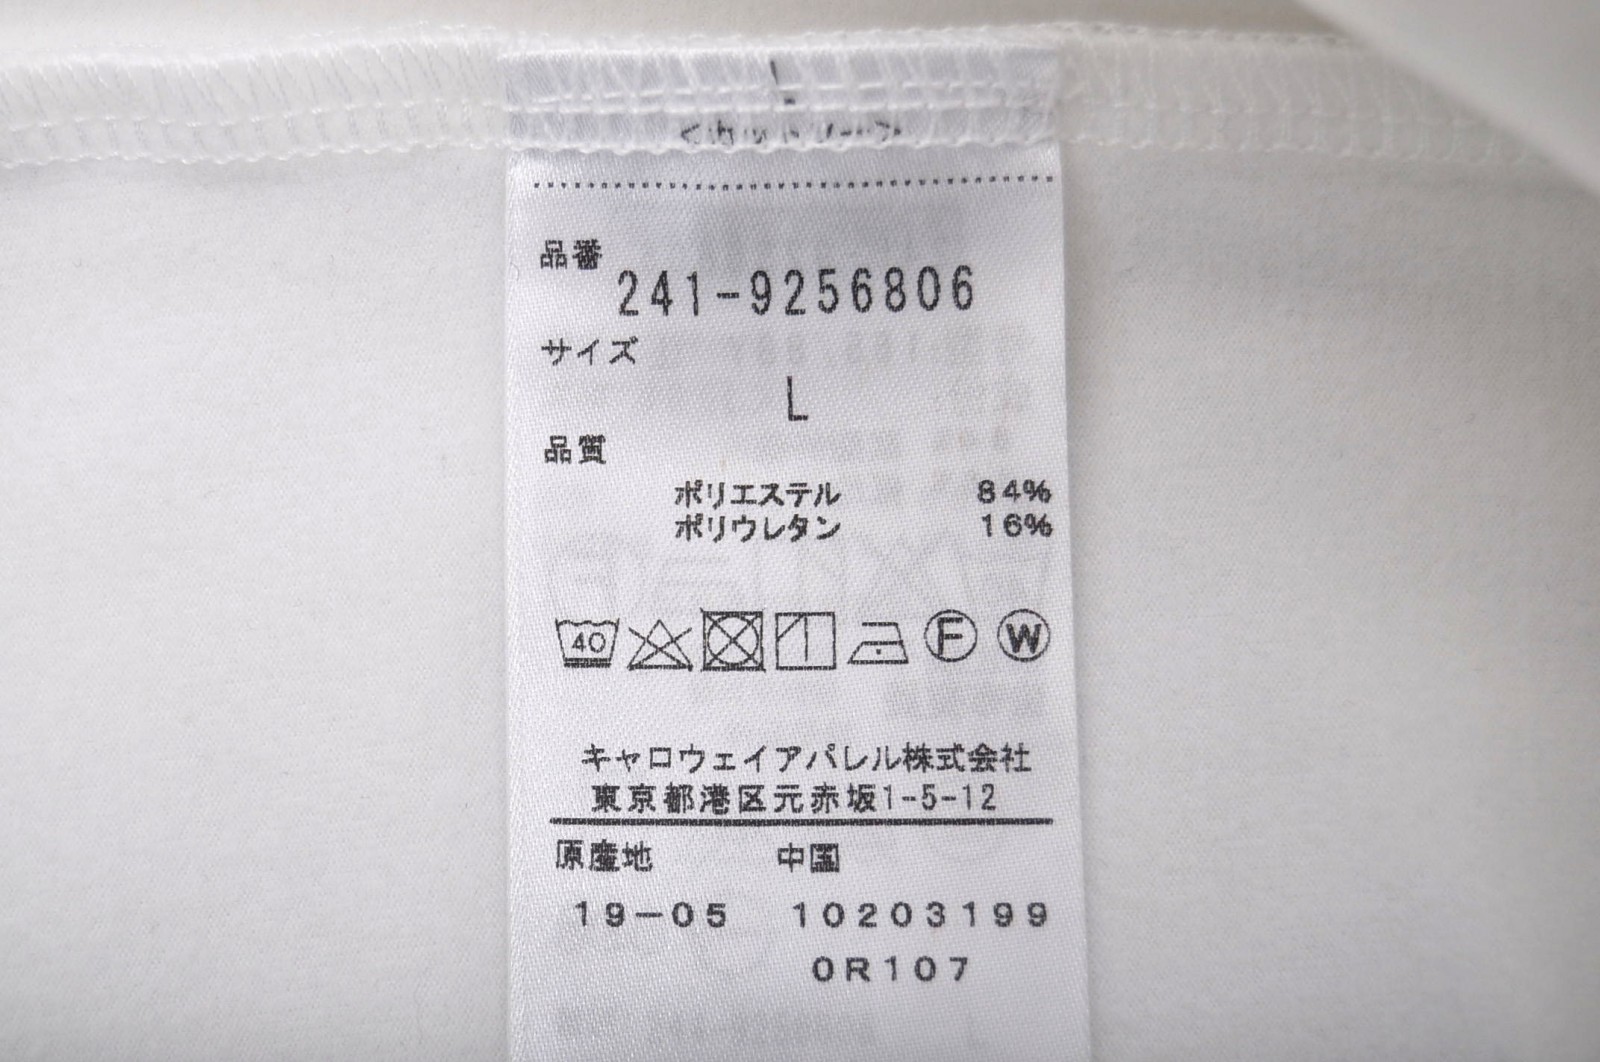 品番
241-9256806
サイズ
L
品質
ポリエステル 84%
ポリウレタン 16%
40 F W
キャロウェイアパレル株式会社
東京都港区元赤坂1-5-12
原産地 中国
19-05 10203199
0R107